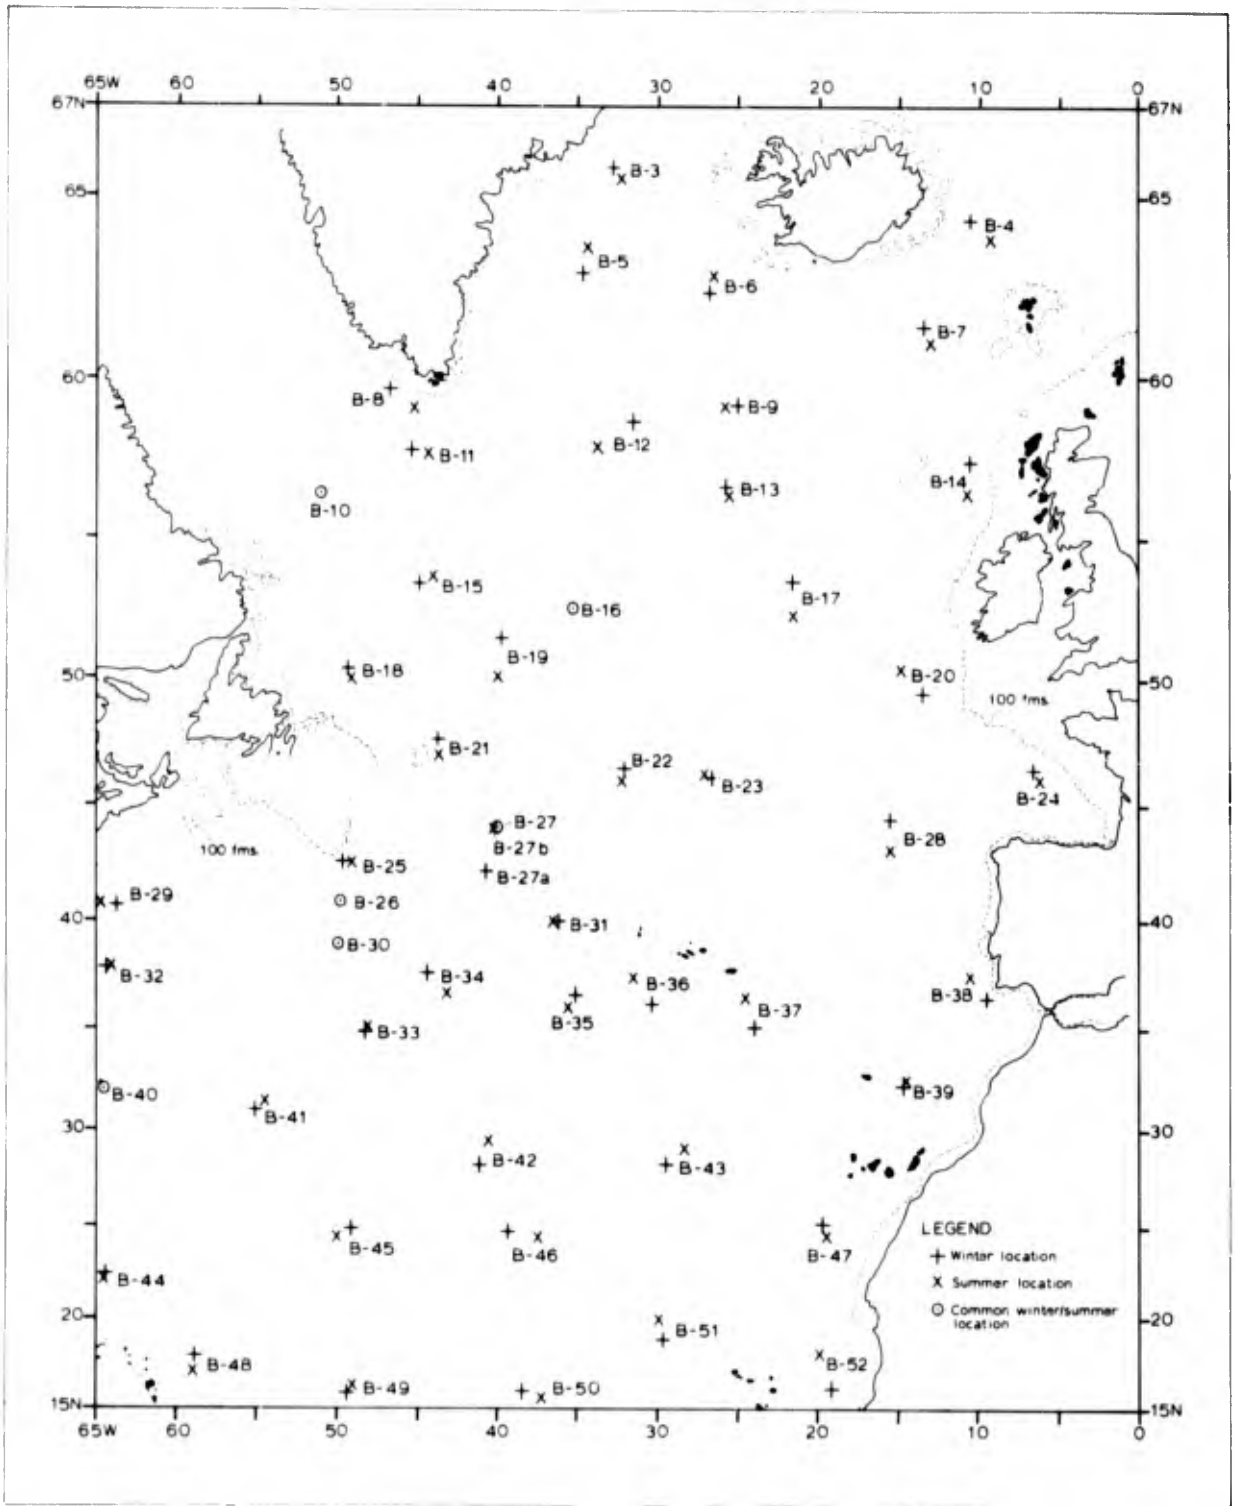 65W 60 50 40 30 20 10 0
67N 67N
B-3
65 65
B-4
B-5
B-6
B-7
60 60
B-8
B-9
B-12
B-11
B-14
B-13
B-10
B-15
B-17
B-16
B-19
B-18
B-20
50 50
100 fms.
B-21
B-22
B-23
B-24
B-27
B-28
B-27b
100 fms.
B-25
B-27a
B-29
B-26
40 40
B-31
B-30
B-32
B-34
B-36
B-38
B-37
B-35
B-33
B-40
B-39
B-41
30 30
B-42
B-43
LEGEND
B-45
B-46
B-47
Winter location
B-44
Summer location
Common winter/summer
location
20 20
B-51
B-48
B-52
B-49
B-50
15N 15N
65W 60 50 40 30 20 10 0